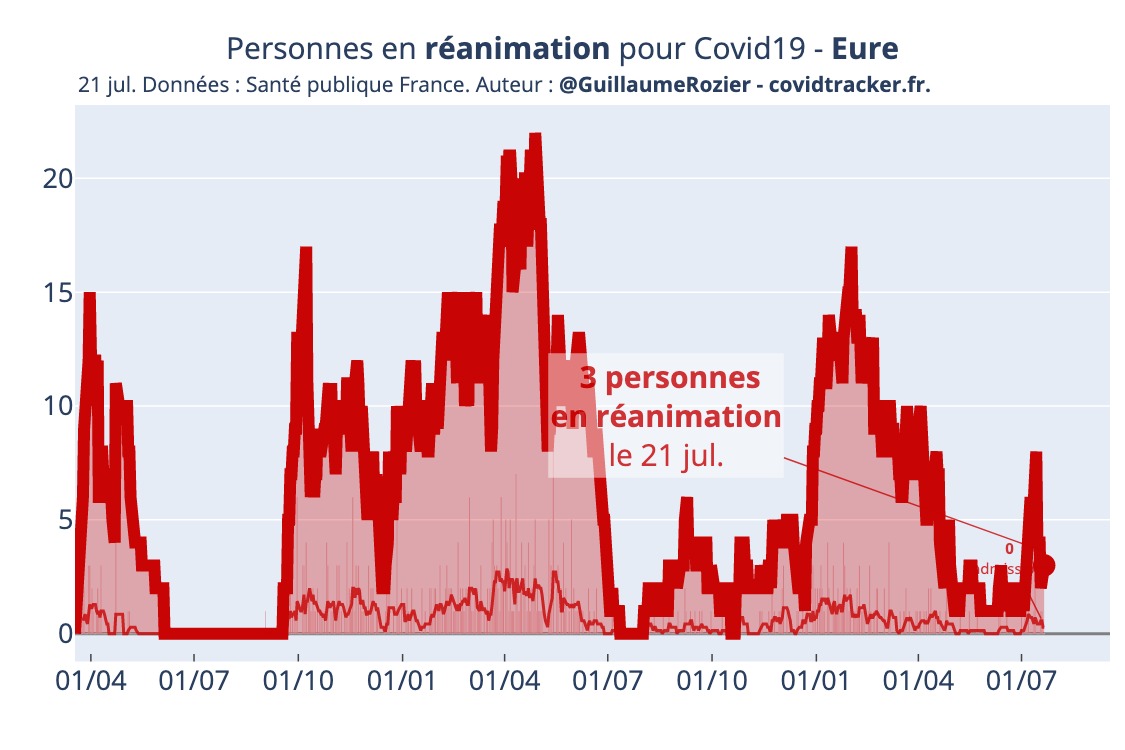 Personnes en réanimation pour Covid19 - Eure
21 jul. Données : Santé publique France. Auteur : @GuillaumeRozier - covidtracker.fr.
20
15
10
5
0
3 personnes
en réanimation
le 21 jul.
0
01/04 01/07 01/10 01/01 01/04 01/07 01/10 01/01 01/04 01/07